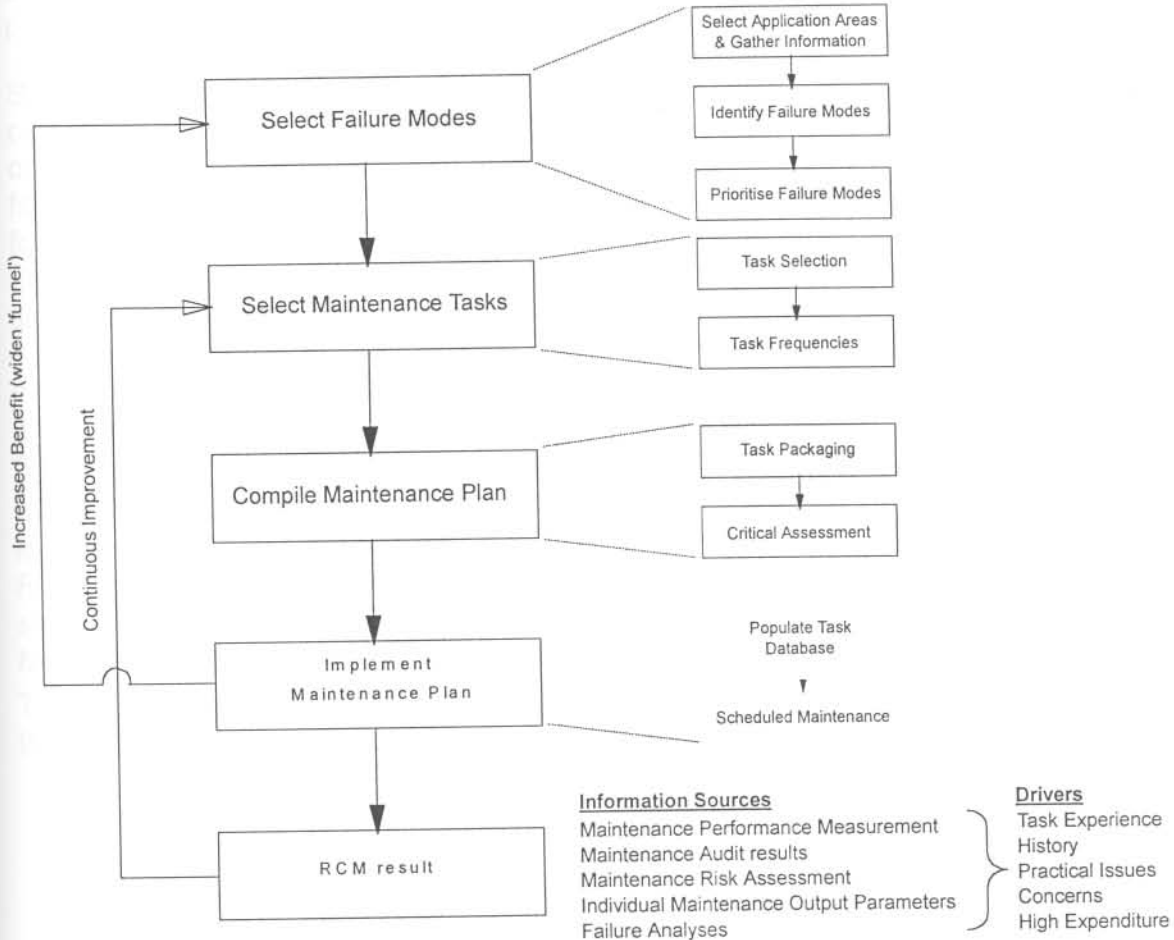 Select Application Areas
& Gather Information
Select Failure Modes
Identify Failure Modes
Prioritise Failure Modes
Select Maintenance Tasks
Task Selection
Task Frequencies
Increased Benefit (widen 'funnel')
Continuous Improvement
Compile Maintenance Plan
Task Packaging
Critical Assessment
Implement
Maintenance Plan
Populate Task
Database
Scheduled Maintenance
RCM result
Information Sources
Maintenance Performance Measurement
Maintenance Audit results
Maintenance Risk Assessment
Individual Maintenance Output Parameters
Failure Analyses
Drivers
Task Experience
History
Practical Issues
Concerns
High Expenditure